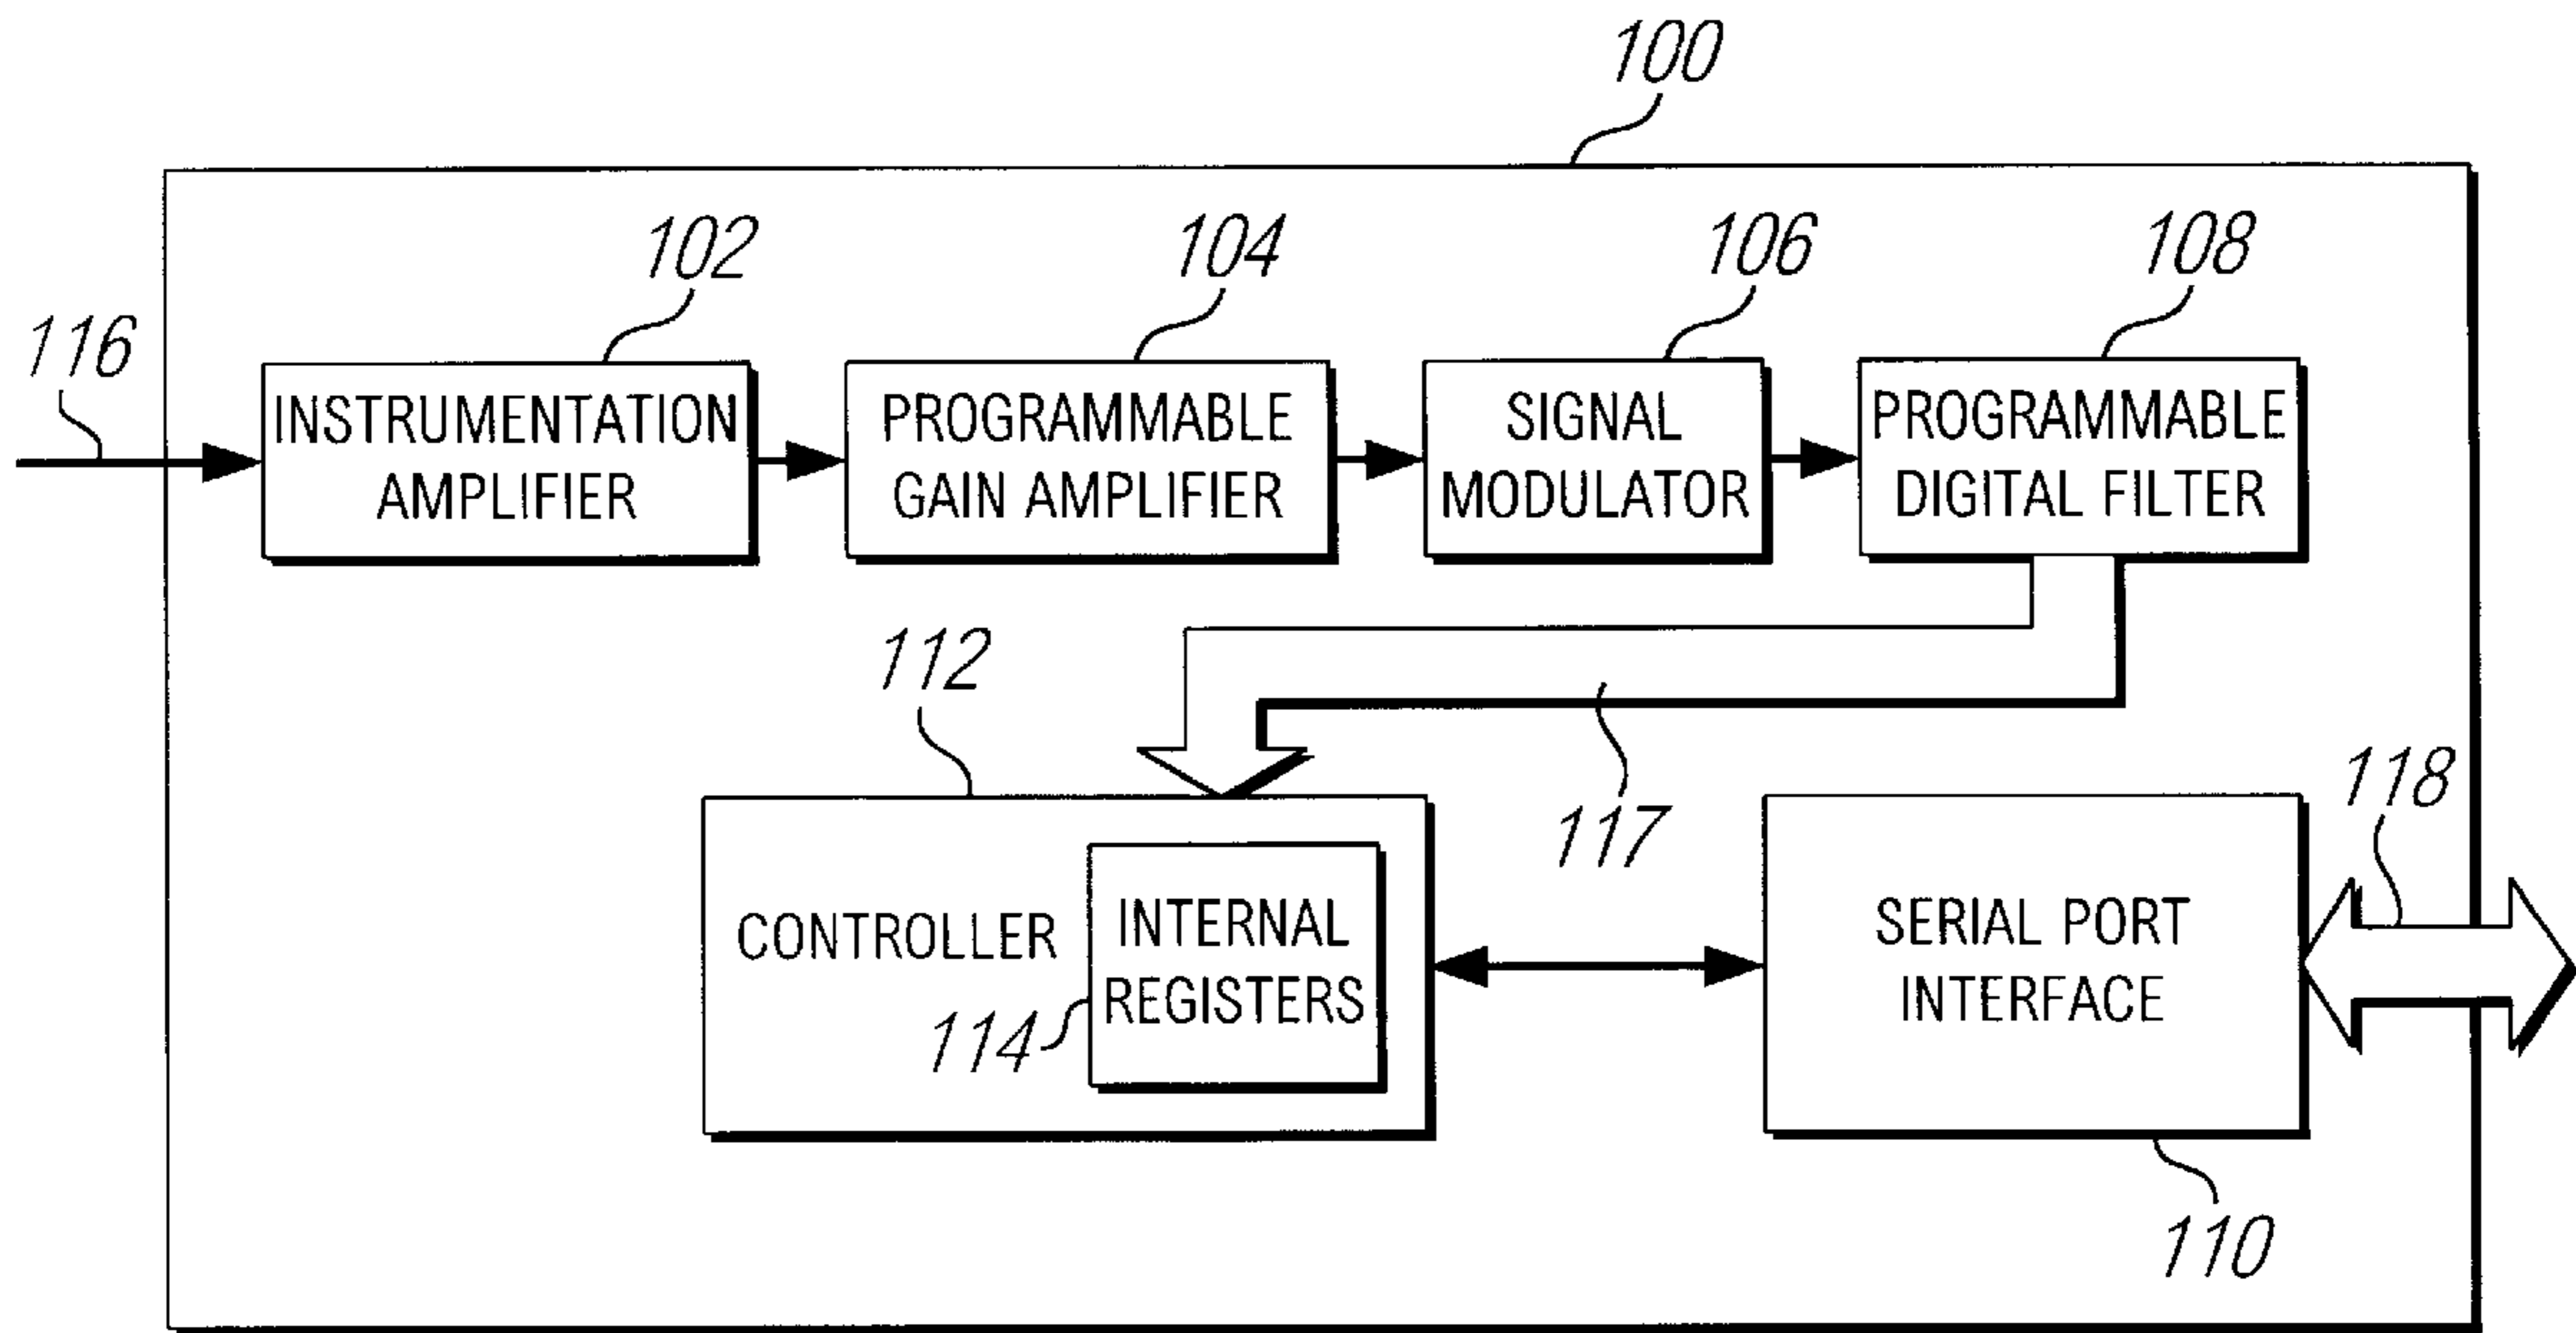 100
102
104
106
108
116
INSTRUMENTATION
AMPLIFIER
PROGRAMMABLE
GAIN AMPLIFIER
SIGNAL
MODULATOR
PROGRAMMABLE
DIGITAL FILTER
112
117
118
CONTROLLER
INTERNAL
REGISTERS
114
SERIAL PORT
INTERFACE
110